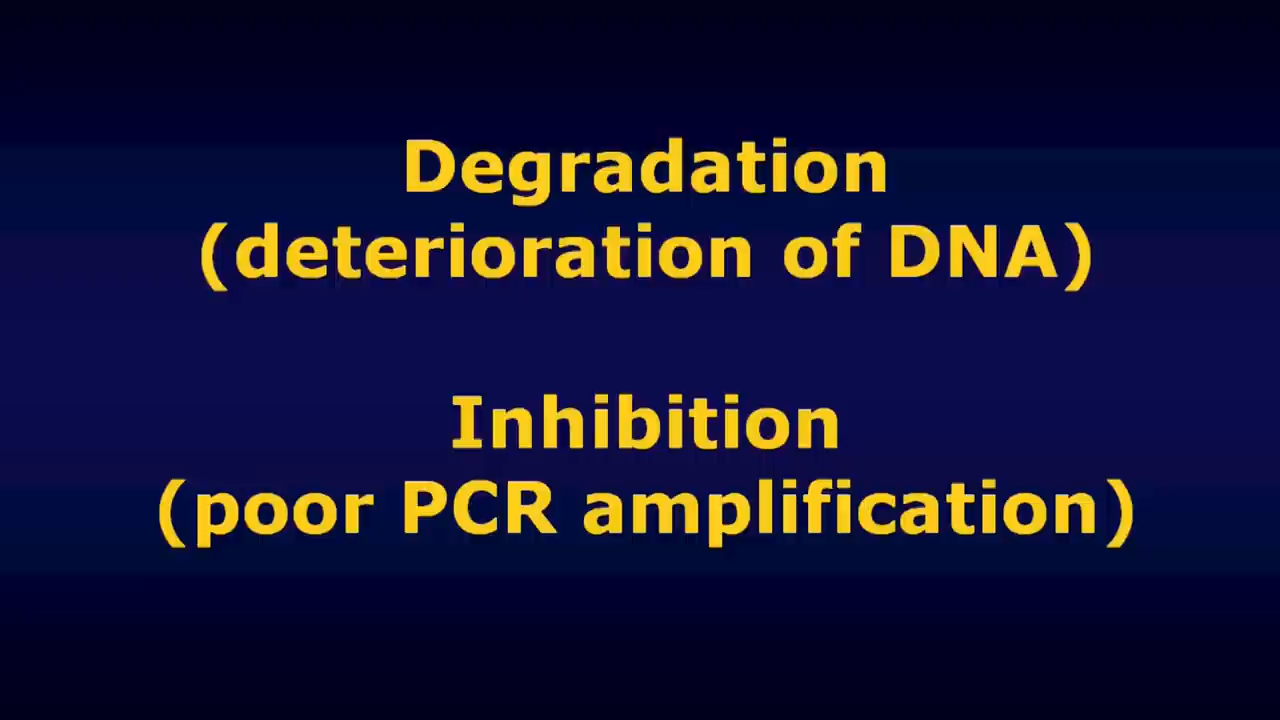 Degradation
(deterioration of DNA)
Inhibition
(poor PCR amplification)